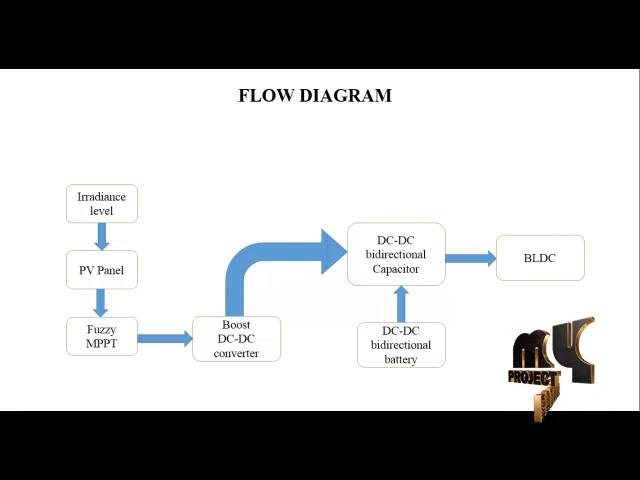 FLOW DIAGRAM
Irradiance
level
PV Panel
Fuzzy
MPPT
Boost
DC-DC
converter
DC-DC
bidirectional
Capacitor
DC-DC
bidirectional
battery
BLDC
MY
PROJECT